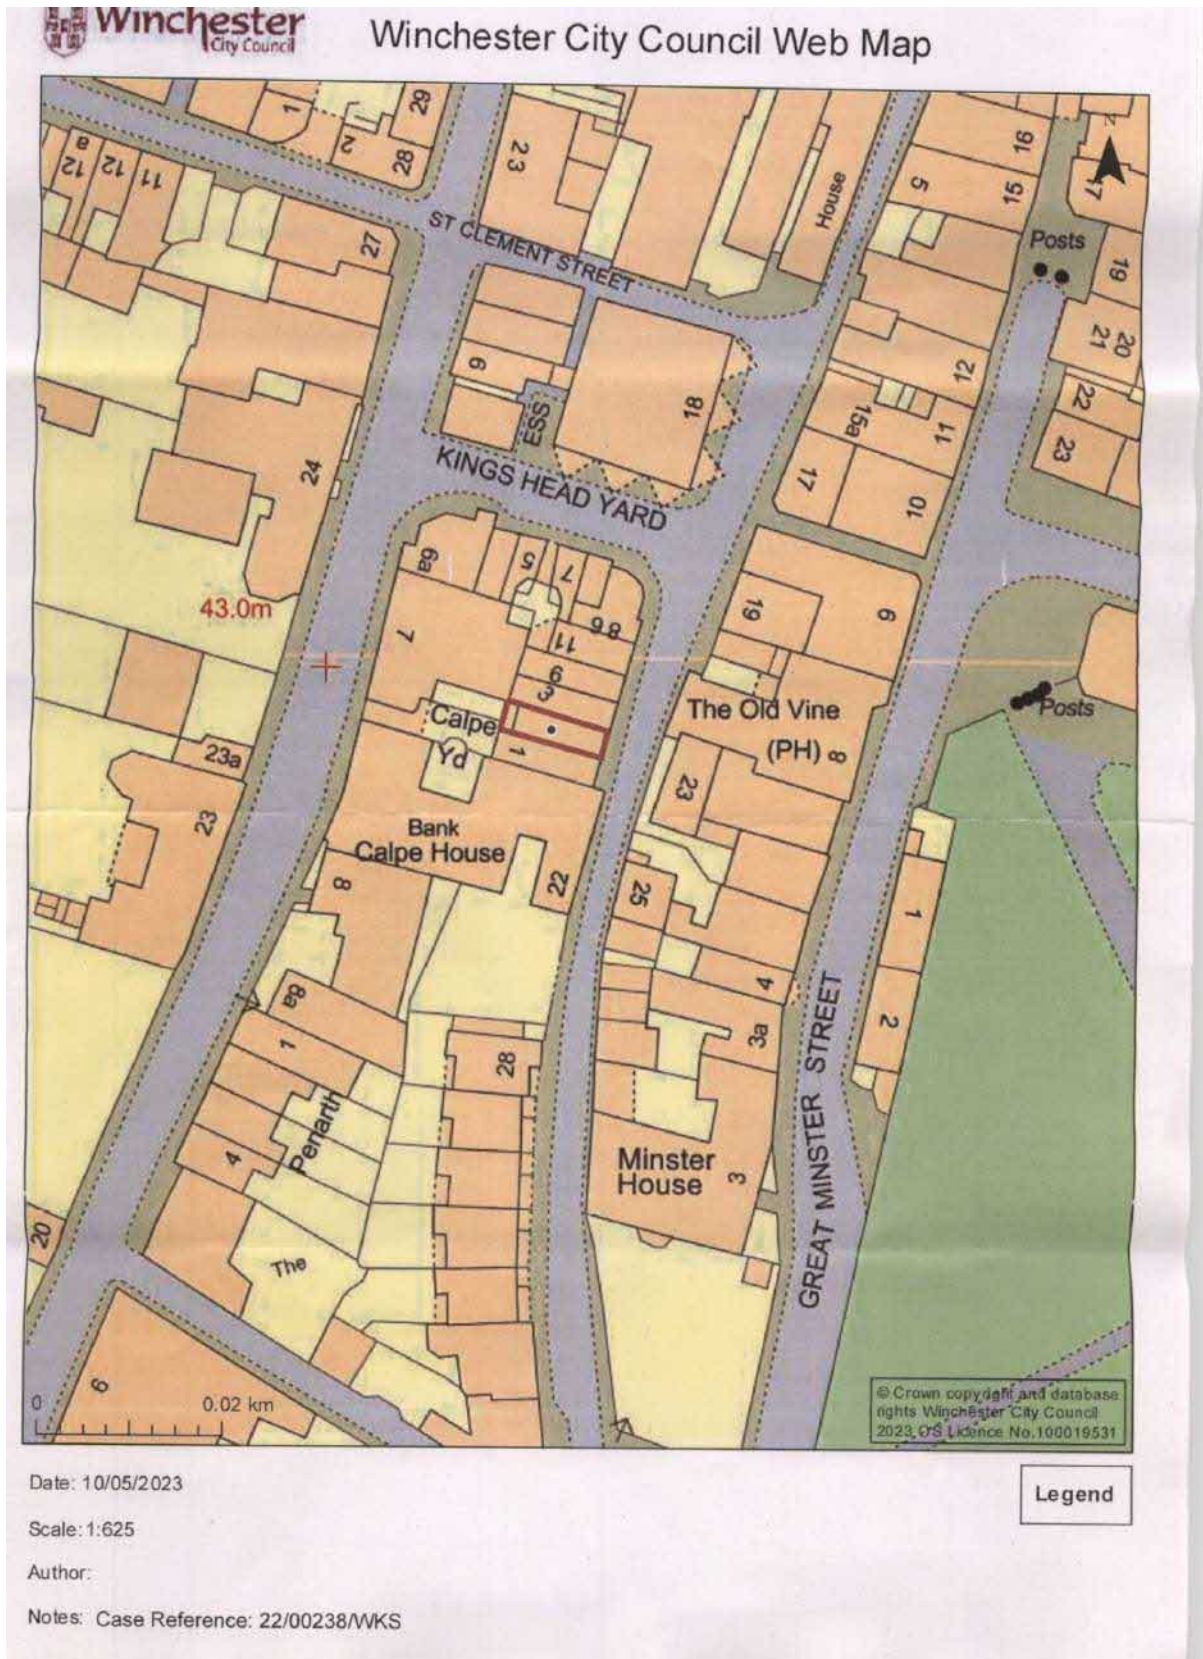 Winchester
City Council
Winchester City Council Web Map
1
2
29
28
23
House
5
16
15
17
12
a
12
12
11
27
ST CLEMENT STREET
Posts
19
20
21
22
23
9
18
12
15a
11
ESS
24
KINGS HEAD YARD
17
10
6a
5
7
86
43.0m
7
11
9
3
19
6
Calpe
Yd
1
The Old Vine
(PH)
8
Posts
23a
23
Bank
Calpe House
8
22
23
25
1
4
2
8a
1
28
3a
Penarth
4
Minster
House
3
GREAT MINSTER STREET
20
The
6
0
0.02 km
© Crown copyright and database
rights Winchester City Council
2023 OS Licence No.100019531
Date: 10/05/2023
Scale: 1:625
Author:
Notes: Case Reference: 22/00238/WKS
Legend